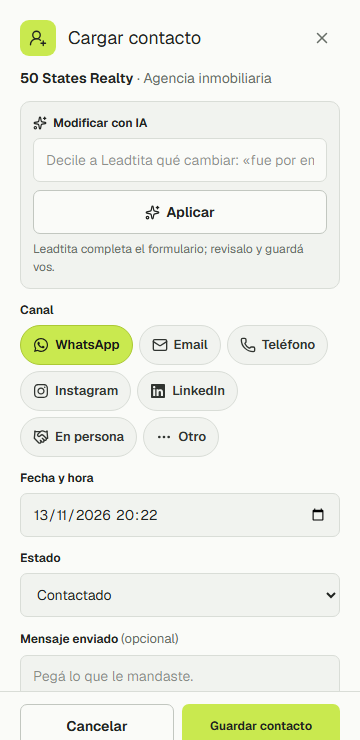 Cargar contacto
50 States Realty · Agencia inmobiliaria
Modificar con IA
Decile a Leadtita qué cambiar: «fue por en
Aplicar
Leadtita completa el formulario; revisalo y guardá
vos.
Canal
WhatsApp
Email
Teléfono
Instagram
LinkedIn
En persona
Otro
Fecha y hora
13/11/2026 20:22
Estado
Contactado
Mensaje enviado (opcional)
Pegá lo que le mandaste.
Cancelar
Guardar contacto